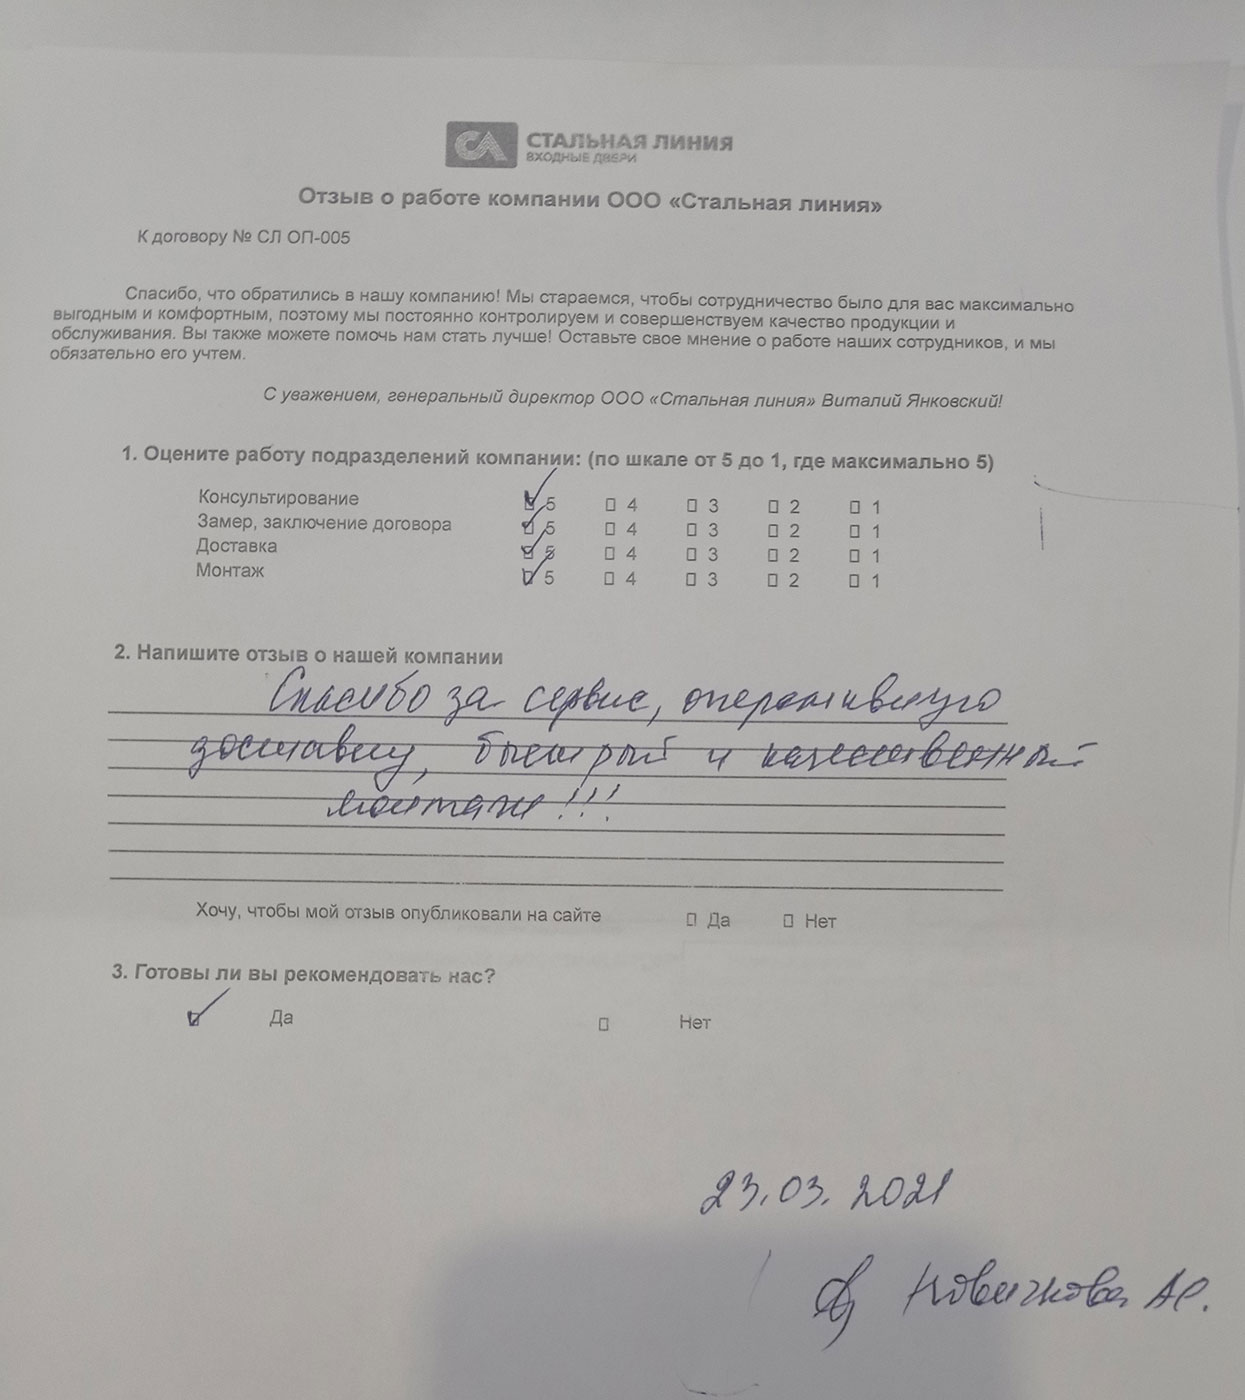 СТАЛЬНАЯ ЛИНИЯ
ВХОДНЫЕ ДВЕРИ
Отзыв о работе компании ООО «Стальная линия»
К договору № СЛ ОП-005
Спасибо, что обратились в нашу компанию! Мы стараемся, чтобы сотрудничество было для вас максимально
выгодным и комфортным, поэтому мы постоянно контролируем и совершенствуем качество продукции и
обслуживания. Вы также можете помочь нам стать лучше! Оставьте свое мнение о работе наших сотрудников, и мы
обязательно его учтем.
С уважением, генеральный директор ООО «Стальная линия» Виталий Янковский!
1. Оцените работу подразделений компании: (по шкале от 5 до 1, где максимально 5)
Консультирование 5 4 3 2 1
Замер, заключение договора 5 4 3 2 1
Доставка 5 4 3 2 1
Монтаж 5 4 3 2 1
2. Напишите отзыв о нашей компании
Спасибо за сервис, оперативную
доставку, быстрый и качественный
монтаж!!!
Хочу, чтобы мой отзыв опубликовали на сайте Да Нет
3. Готовы ли вы рекомендовать нас?
Да Нет
23.03.2021
Новичкова АС.